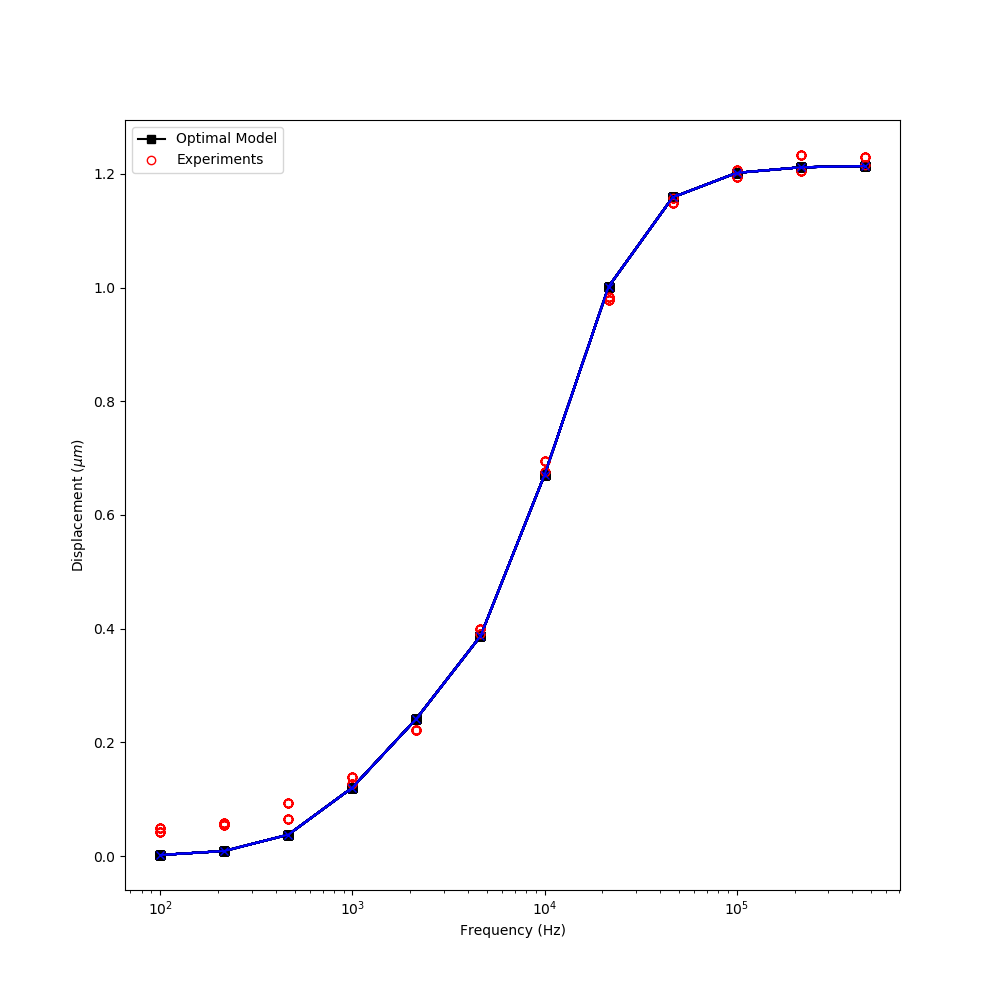 Optimal Model
Experiments
1.2
1.0
0.8
0.6
0.4
0.2
0.0
Displacement (μm)
10²
10³
10⁴
10⁵
Frequency (Hz)